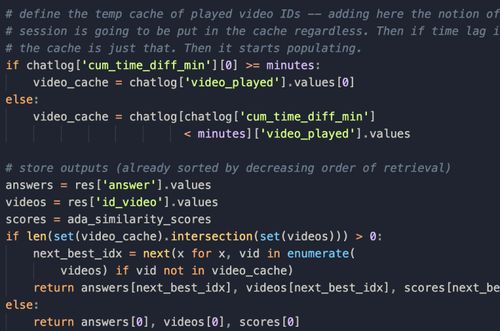 # define the temp cache of played video IDs -- adding here the notion of
# session is going to be put in the cache regardless. Then if time lag i
# the cache is just that. Then it starts populating.
if chatlog['cum_time_diff_min'][0] >= minutes:
    video_cache = chatlog['video_played'].values[0]
else:
    video_cache = chatlog[chatlog['cum_time_diff_min']
                          < minutes]['video_played'].values

# store outputs (already sorted by decreasing order of retrieval)
answers = res['answer'].values
videos = res['id_video'].values
scores = ada_similarity_scores
if len(set(video_cache).intersection(set(videos))) > 0:
    next_best_idx = next(x for x, vid in enumerate(
        videos) if vid not in video_cache)
    return answers[next_best_idx], videos[next_best_idx], scores[next_be
else:
    return answers[0], videos[0], scores[0]